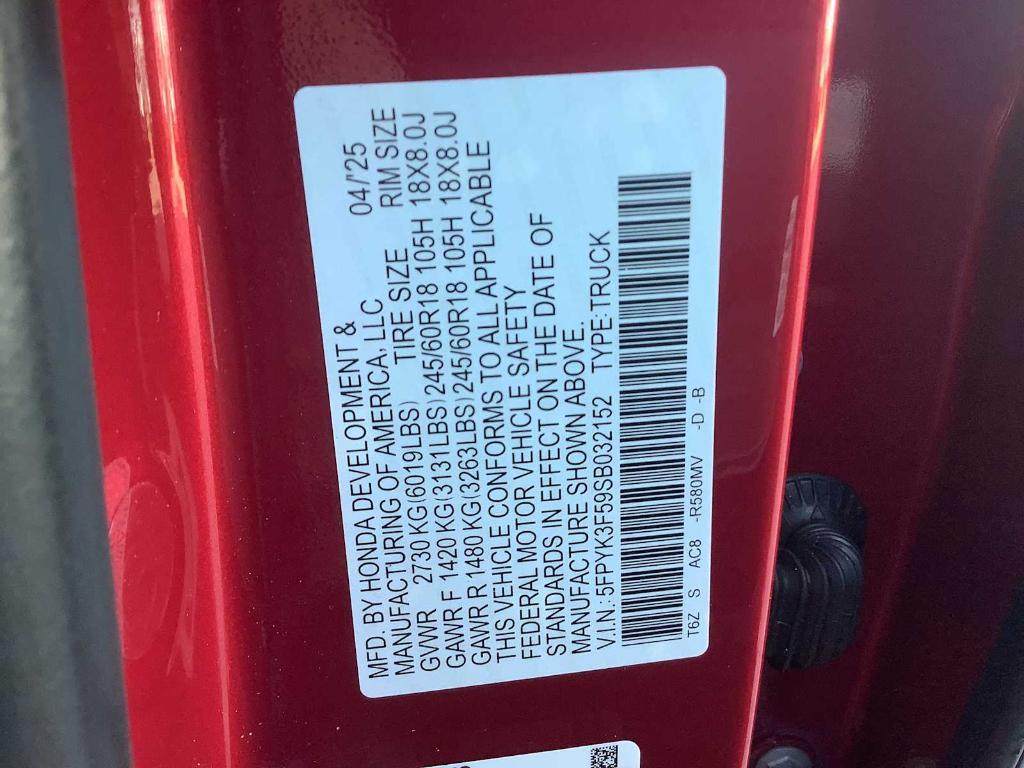 MFD. BY HONDA DEVELOPMENT &
MANUFACTURING OF AMERICA, LLC 04/'25
GVWR 2730 KG(6019LBS) TIRE SIZE RIM SIZE
GAWR F 1420 KG(3131LBS) 245/60R18 105H 18X8.0J
GAWR R 1480 KG(3263LBS) 245/60R18 105H 18X8.0J
THIS VEHICLE CONFORMS TO ALL APPLICABLE
FEDERAL MOTOR VEHICLE SAFETY
STANDARDS IN EFFECT ON THE DATE OF
MANUFACTURE SHOWN ABOVE.
V.I.N.: 5FPYK3F59SB032152 TYPE:TRUCK
T6Z S AC8 -R580MV -D -B